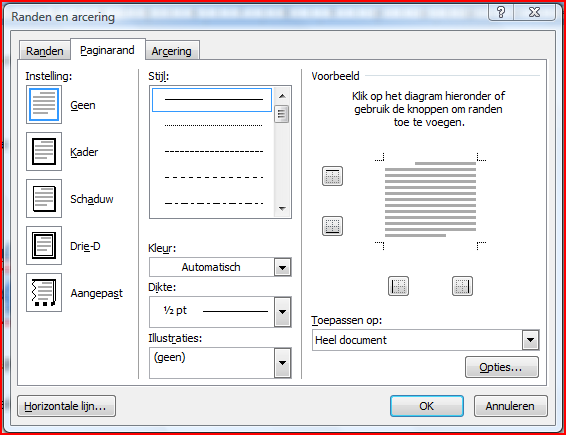 Randen en arcering
Randen
Paginarand
Arcering
Instelling:
Geen
Kader
Schaduw
Drie-D
Aangepast
Stijl:
Kleur:
Automatisch
Dikte:
½ pt
Illustraties:
(geen)
Voorbeeld
Klik op het diagram hieronder of
gebruik de knoppen om randen
toe te voegen.
Toepassen op:
Heel document
Opties...
Horizontale lijn...
OK
Annuleren